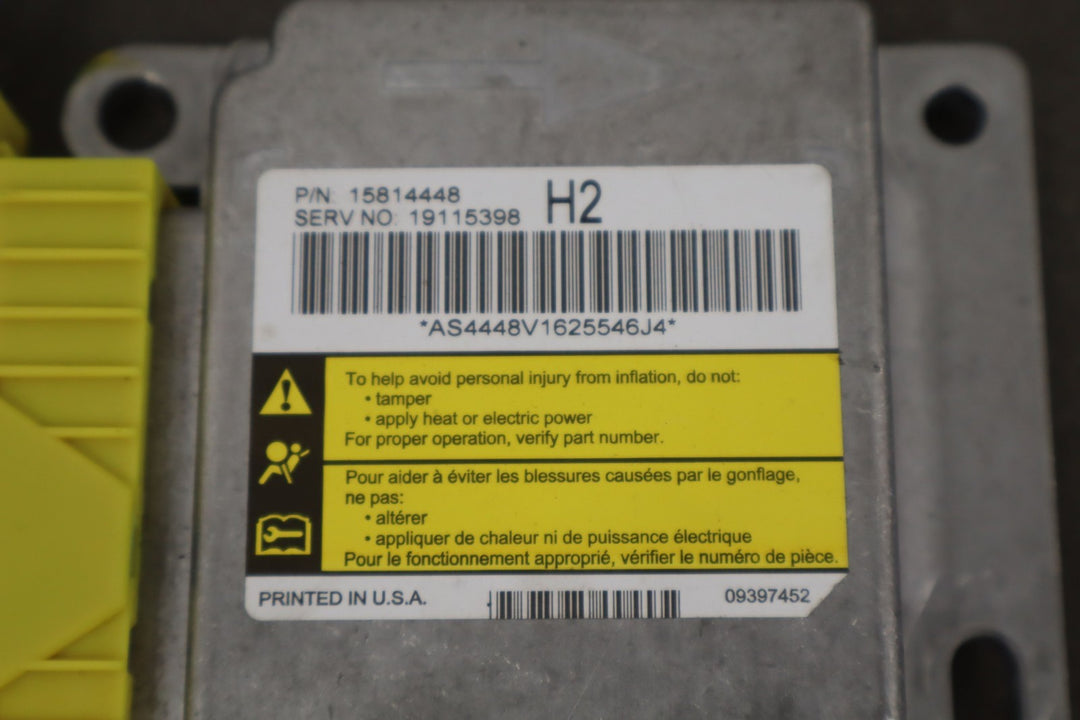 P/N: 15814448 H2
SERV NO: 19115398
*AS4448V1625546J4*
To help avoid personal injury from inflation, do not:
• tamper
• apply heat or electric power
For proper operation, verify part number.
Pour aider à éviter les blessures causées par le gonflage,
ne pas:
• altérer
• appliquer de chaleur ni de puissance électrique
Pour le fonctionnement approprié, vérifier le numéro de pièce.
PRINTED IN U.S.A. 09397452